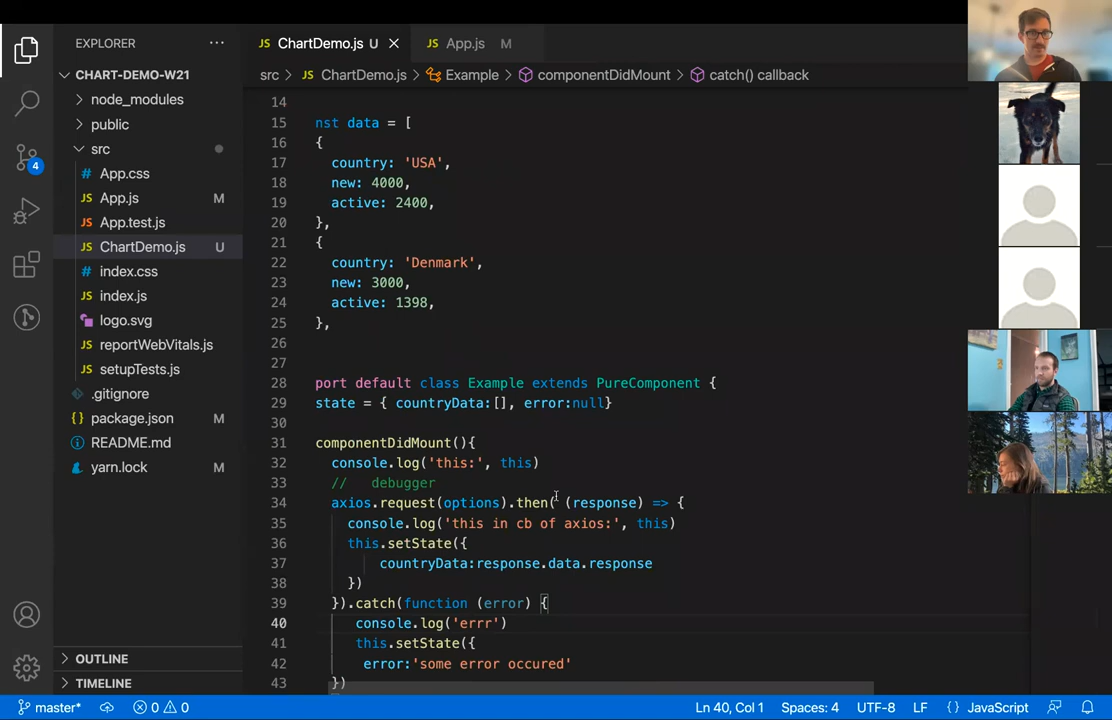 EXPLORER
ChartDemo.js U
App.js M
CHART-DEMO-W21
src > ChartDemo.js > Example > componentDidMount > catch() callback
node_modules
public
src
App.css
App.js M
App.test.js
ChartDemo.js U
index.css
index.js
logo.svg
reportWebVitals.js
setupTests.js
.gitignore
package.json M
README.md
yarn.lock M
4
14
15 nst data = [
16 {
17 country: 'USA',
18 new: 4000,
19 active: 2400,
20 },
21 {
22 country: 'Denmark',
23 new: 3000,
24 active: 1398,
25 },
26
27
28 port default class Example extends PureComponent {
29 state = { countryData:[], error:null}
30
31 componentDidMount(){
32 console.log('this:', this)
33 // debugger
34 axios.request(options).then( (response) => {
35 console.log('this in cb of axios:', this)
36 this.setState({
37 countryData:response.data.response
38 })
39 }).catch(function (error) {
40 console.log('errr')
41 this.setState({
42 error:'some error occured'
43 })
OUTLINE
TIMELINE
master* 0 0 Ln 40, Col 1 Spaces: 4 UTF-8 LF {} JavaScript